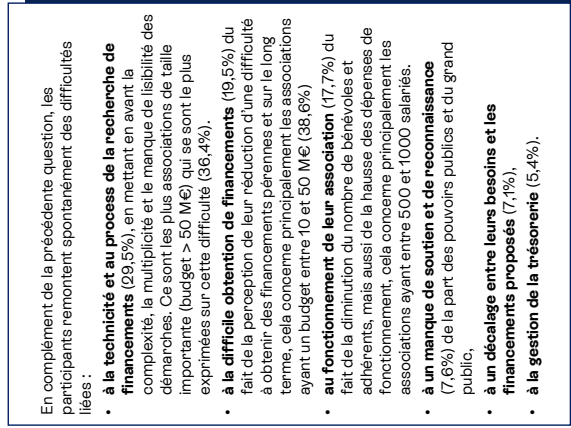 En complément de la précédente question, les
participants remontent spontanément des difficultés
liées :
• à la technicité et au process de la recherche de
financements (29,5%), en mettant en avant la
complexité, la multiplicité et le manque de lisibilité des
démarches. Ce sont les plus associations de taille
importante (budget > 50 M€) qui se sont le plus
exprimées sur cette difficulté (36,4%).
• à la difficile obtention de financements (19,5%) du
fait de la perception de leur réduction d'une difficulté
à obtenir des financements pérennes et sur le long
terme, cela concerne principalement les associations
ayant un budget entre 10 et 50 M€ (38,6%)
• au fonctionnement de leur association (17,7%) du
fait de la diminution du nombre de bénévoles et
adhérents, mais aussi de la hausse des dépenses de
fonctionnement, cela concerne principalement les
associations ayant entre 500 et 1000 salariés.
• à un manque de soutien et de reconnaissance
(7,6%) de la part des pouvoirs publics et du grand
public,
• à un décalage entre leurs besoins et les
financements proposés (7,1%),
• à la gestion de la trésorerie (5,4%).